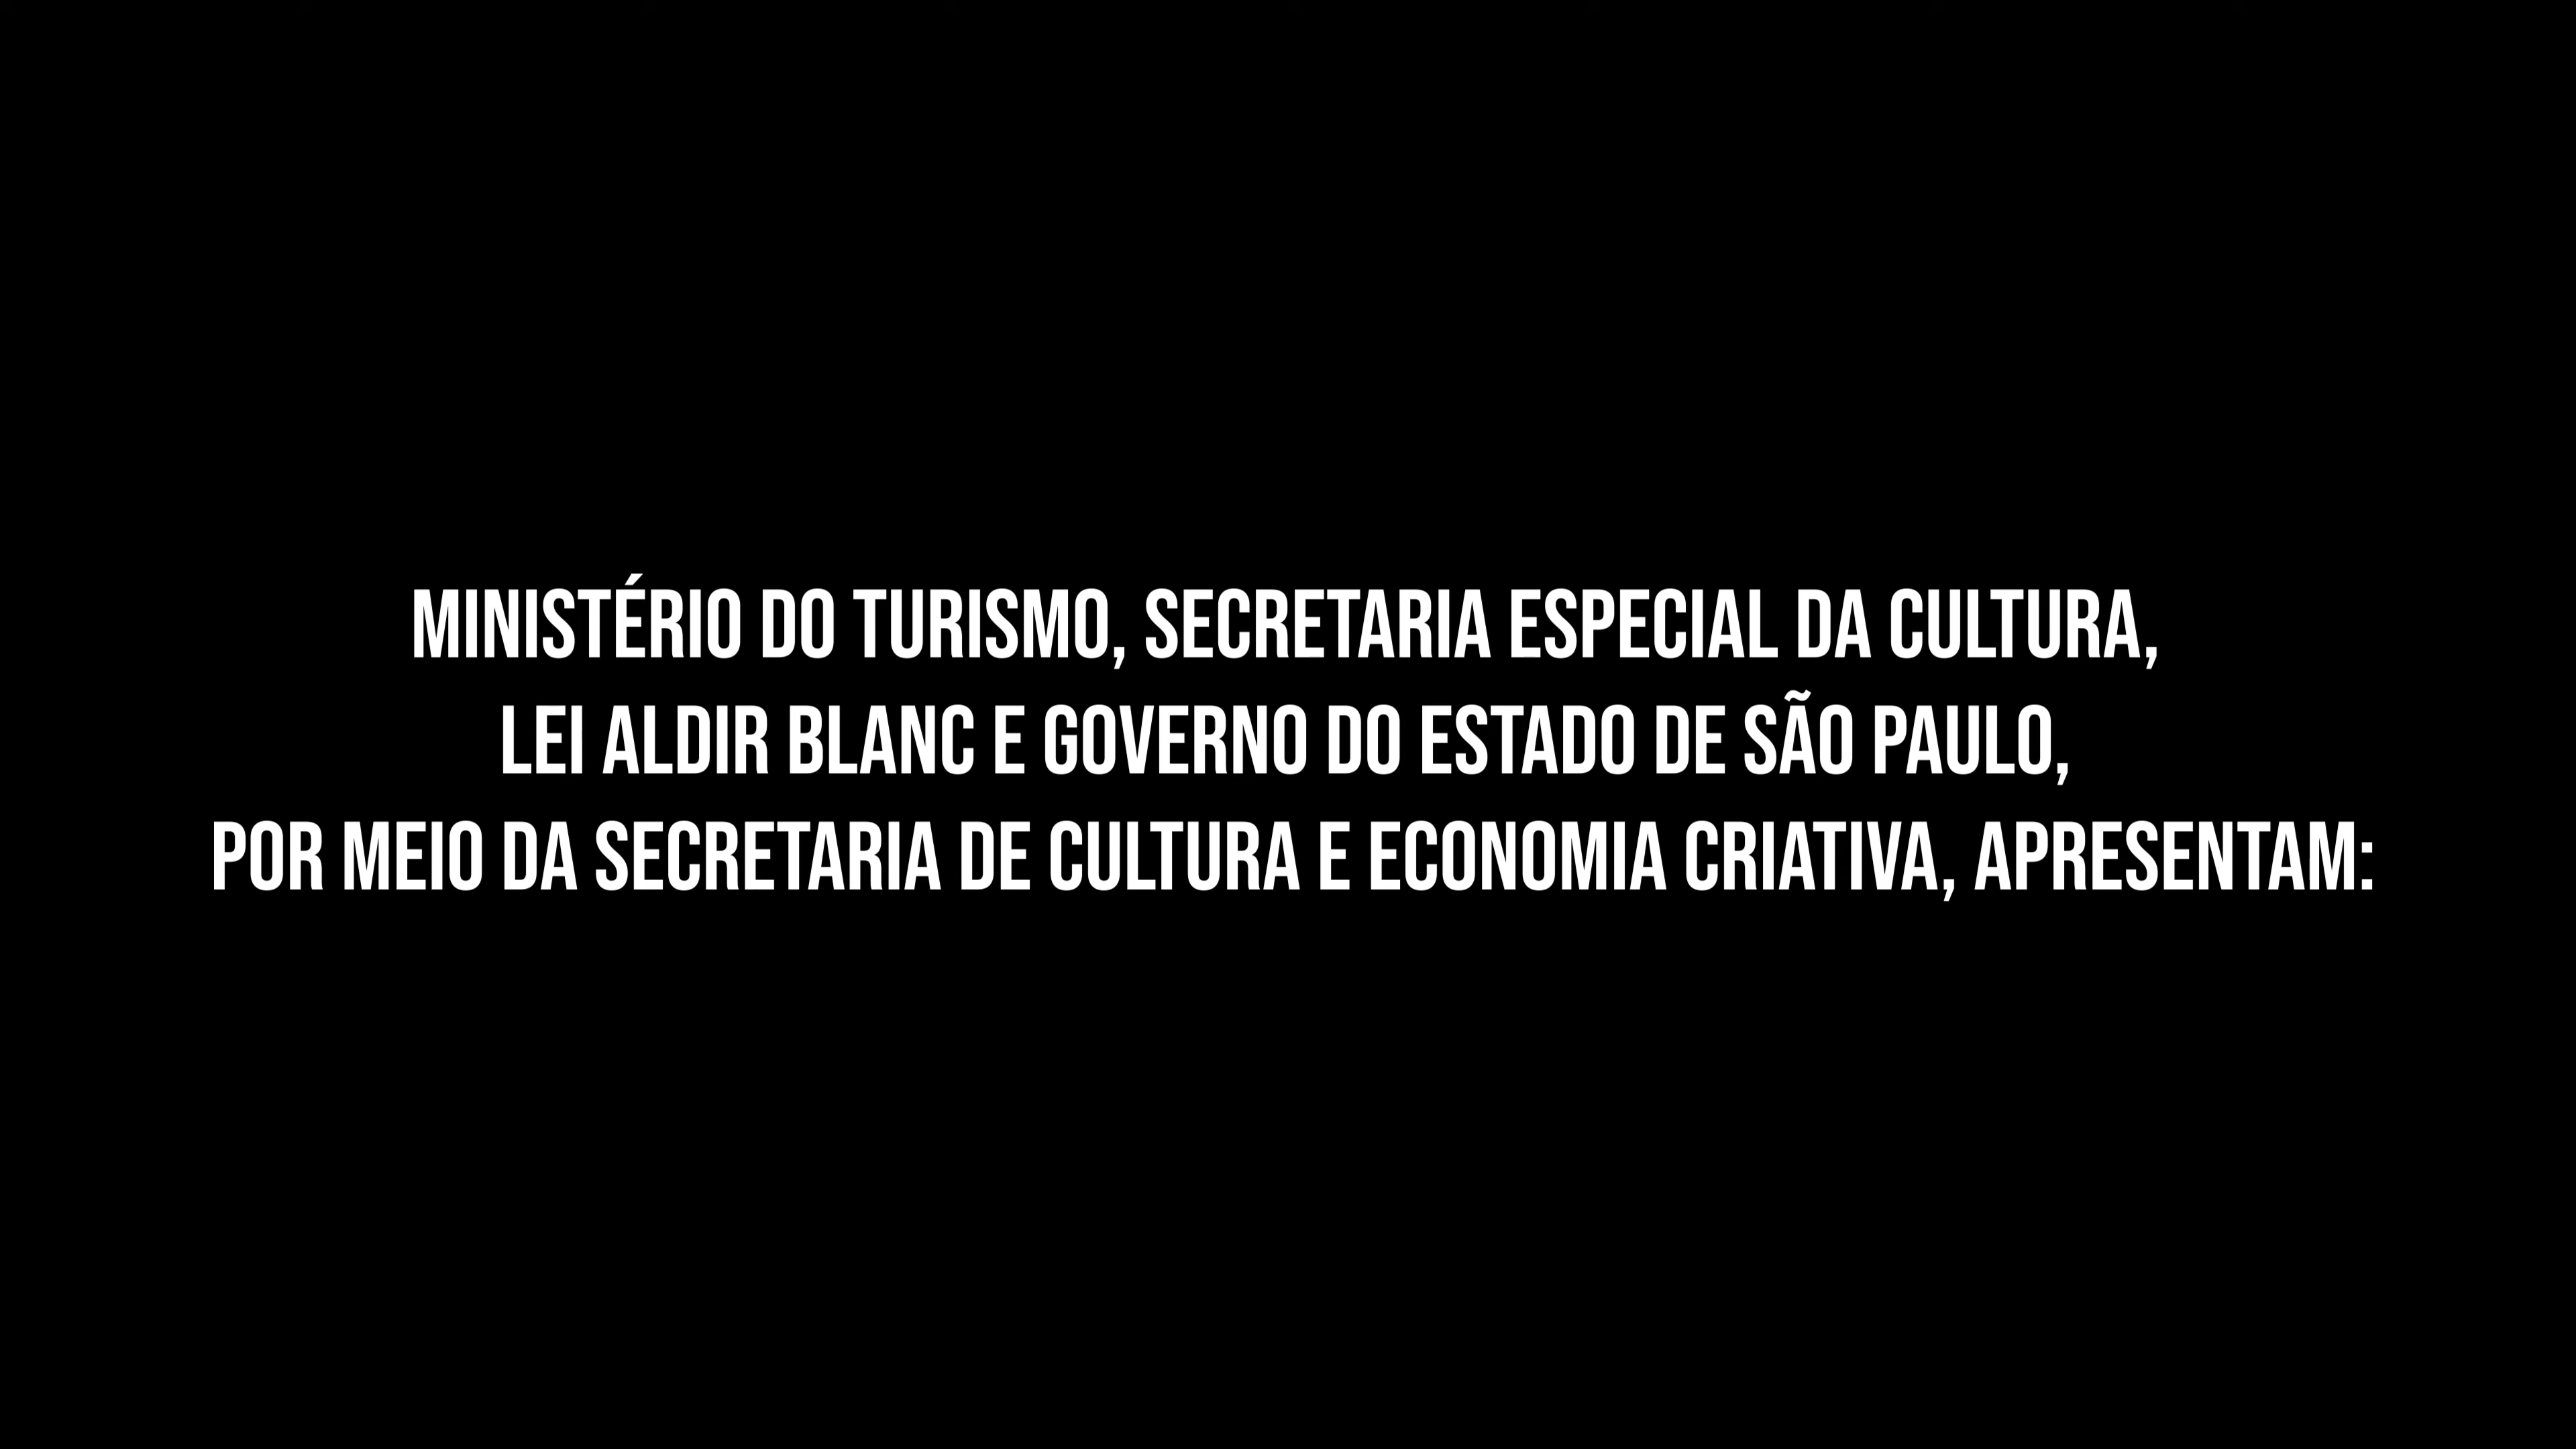 MINISTÉRIO DO TURISMO, SECRETARIA ESPECIAL DA CULTURA,
LEI ALDIR BLANC E GOVERNO DO ESTADO DE SÃO PAULO,
POR MEIO DA SECRETARIA DE CULTURA E ECONOMIA CRIATIVA, APRESENTAM: